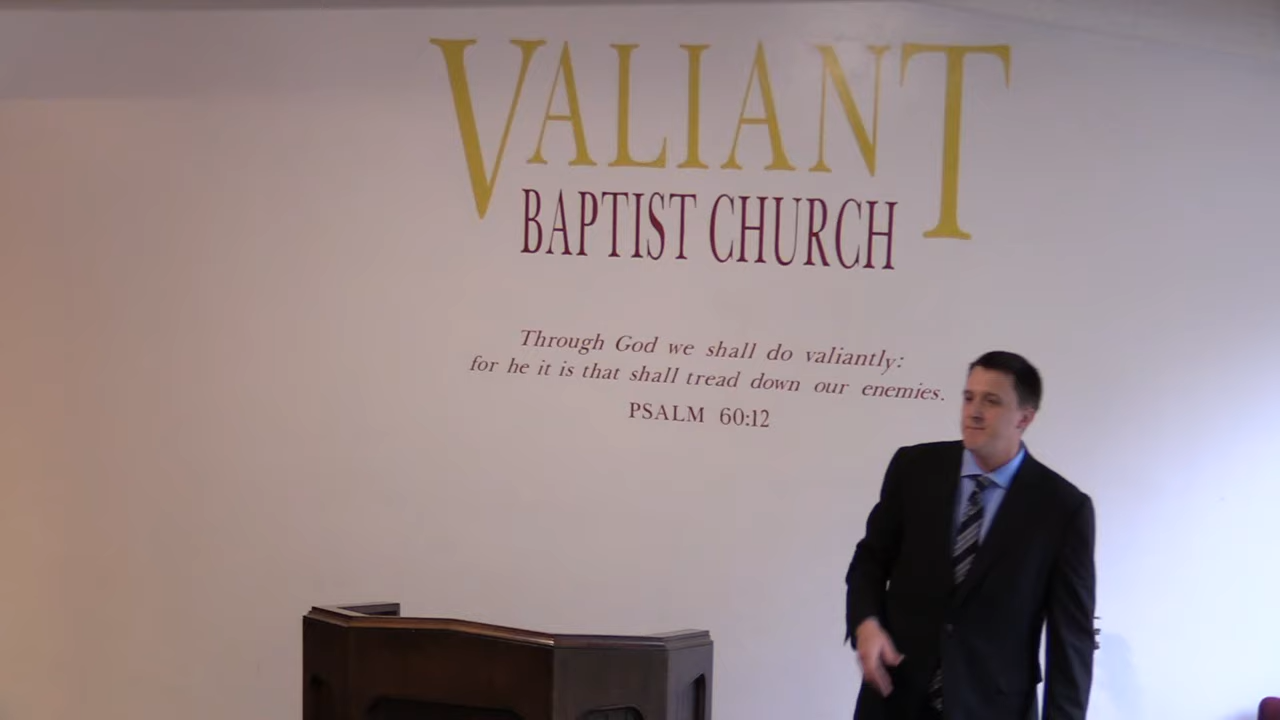 VALIANT
BAPTIST CHURCH
Through God we shall do valiantly:
for he it is that shall tread down our enemies.
PSALM 60:12